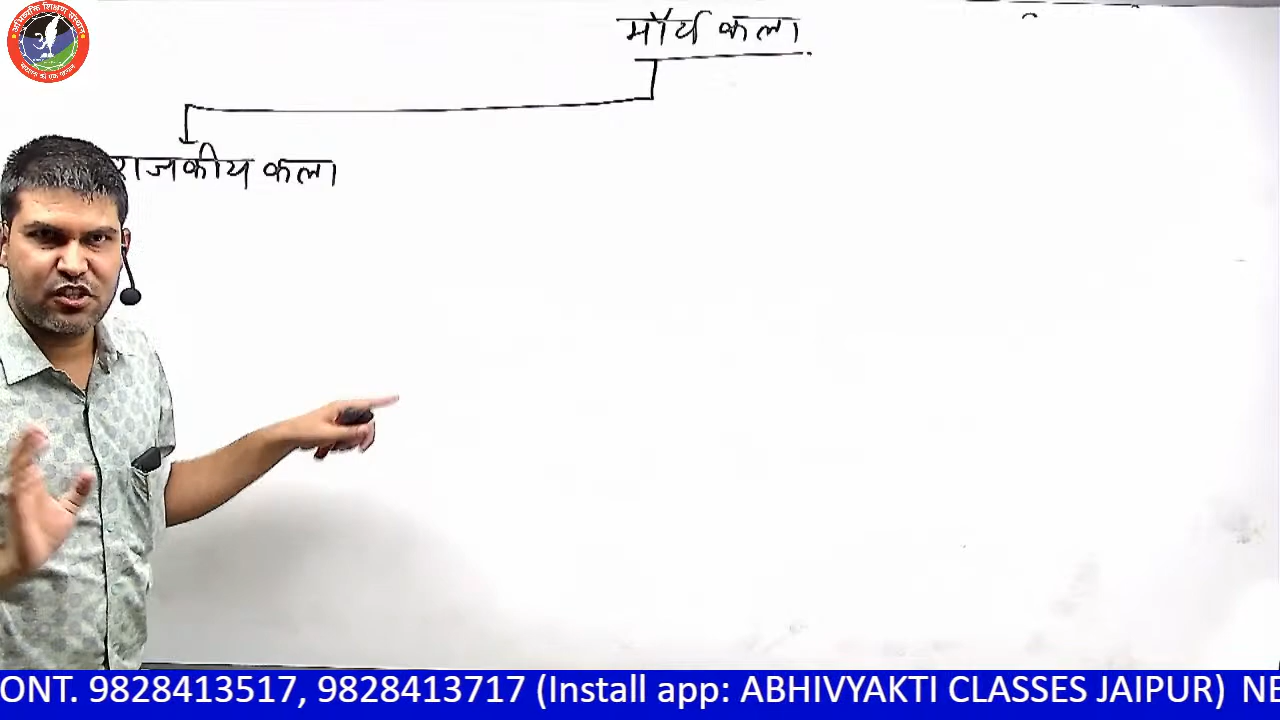 मौर्य कला
राजकीय कला
ONT. 9828413517, 9828413717 (Install app: ABHIVYAKTI CLASSES JAIPUR) NE